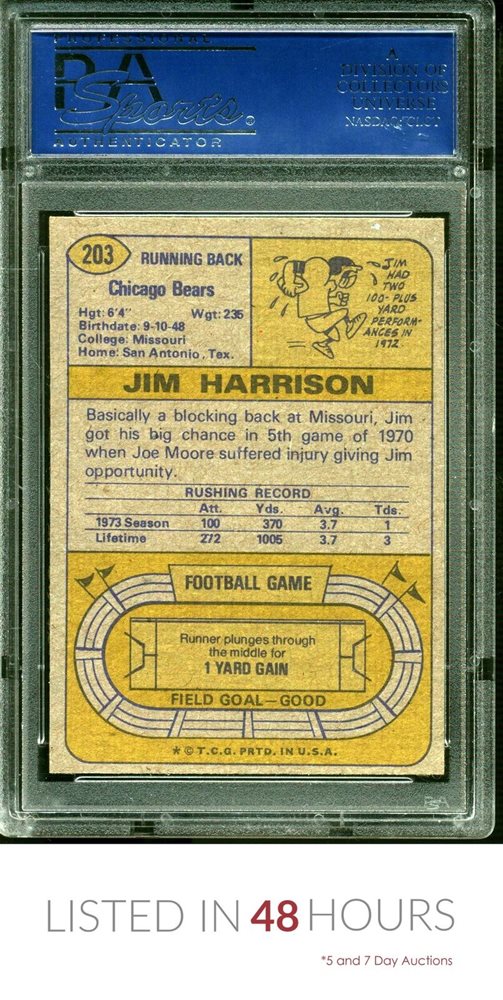 PROFESSIONAL
PSA
Sports
AUTHENTICATOR
A
DIVISION OF
COLLECTORS
UNIVERSE
NASDAQ:CLCT
203
RUNNING BACK
Chicago Bears
Hgt: 6'4" Wgt: 235
Birthdate: 9-10-48
College: Missouri
Home: San Antonio, Tex.
JIM
HAD
TWO
100-PLUS
YARD
PERFORM-
ANCES IN
1972.
JIM HARRISON
Basically a blocking back at Missouri, Jim
got his big chance in 5th game of 1970
when Joe Moore suffered injury giving Jim
opportunity.
RUSHING RECORD
Att. Yds. Avg. Tds.
1973 Season 100 370 3.7 1
Lifetime 272 1005 3.7 3
FOOTBALL GAME
Runner plunges through
the middle for
1 YARD GAIN
FIELD GOAL—GOOD
* © T.C.G. PRTD. IN U.S.A.
LISTED IN 48 HOURS
*5 and 7 Day Auctions